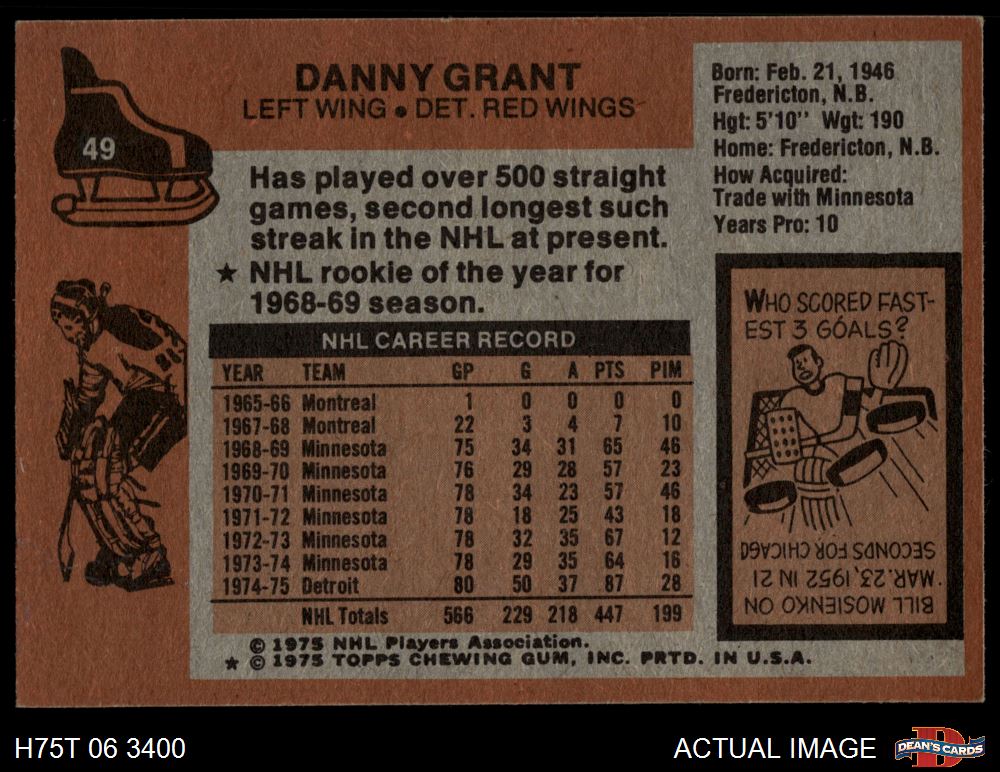 49
DANNY GRANT
LEFT WING • DET. RED WINGS
Has played over 500 straight
games, second longest such
streak in the NHL at present.
★ NHL rookie of the year for
1968-69 season.
Born: Feb. 21, 1946
Fredericton, N.B.
Hgt: 5'10" Wgt: 190
Home: Fredericton, N.B.
How Acquired:
Trade with Minnesota
Years Pro: 10
NHL CAREER RECORD
YEAR TEAM GP G A PTS PIM
1965-66 Montreal 1 0 0 0 0
1967-68 Montreal 22 3 4 7 10
1968-69 Minnesota 75 34 31 65 46
1969-70 Minnesota 76 29 28 57 23
1970-71 Minnesota 78 34 23 57 46
1971-72 Minnesota 78 18 25 43 18
1972-73 Minnesota 78 32 35 67 12
1973-74 Minnesota 78 29 35 64 16
1974-75 Detroit 80 50 37 87 28
NHL Totals 566 229 218 447 199
WHO SCORED FAST-
EST 3 GOALS?
BILL MOSIENKO ON
MAR. 23, 1952 IN 21
SECONDS FOR CHICAGO
© 1975 NHL Players Association.
★ © 1975 TOPPS CHEWING GUM, INC. PRTD. IN U.S.A.
H75T 06 3400
ACTUAL IMAGE
D
DEAN'S CARDS